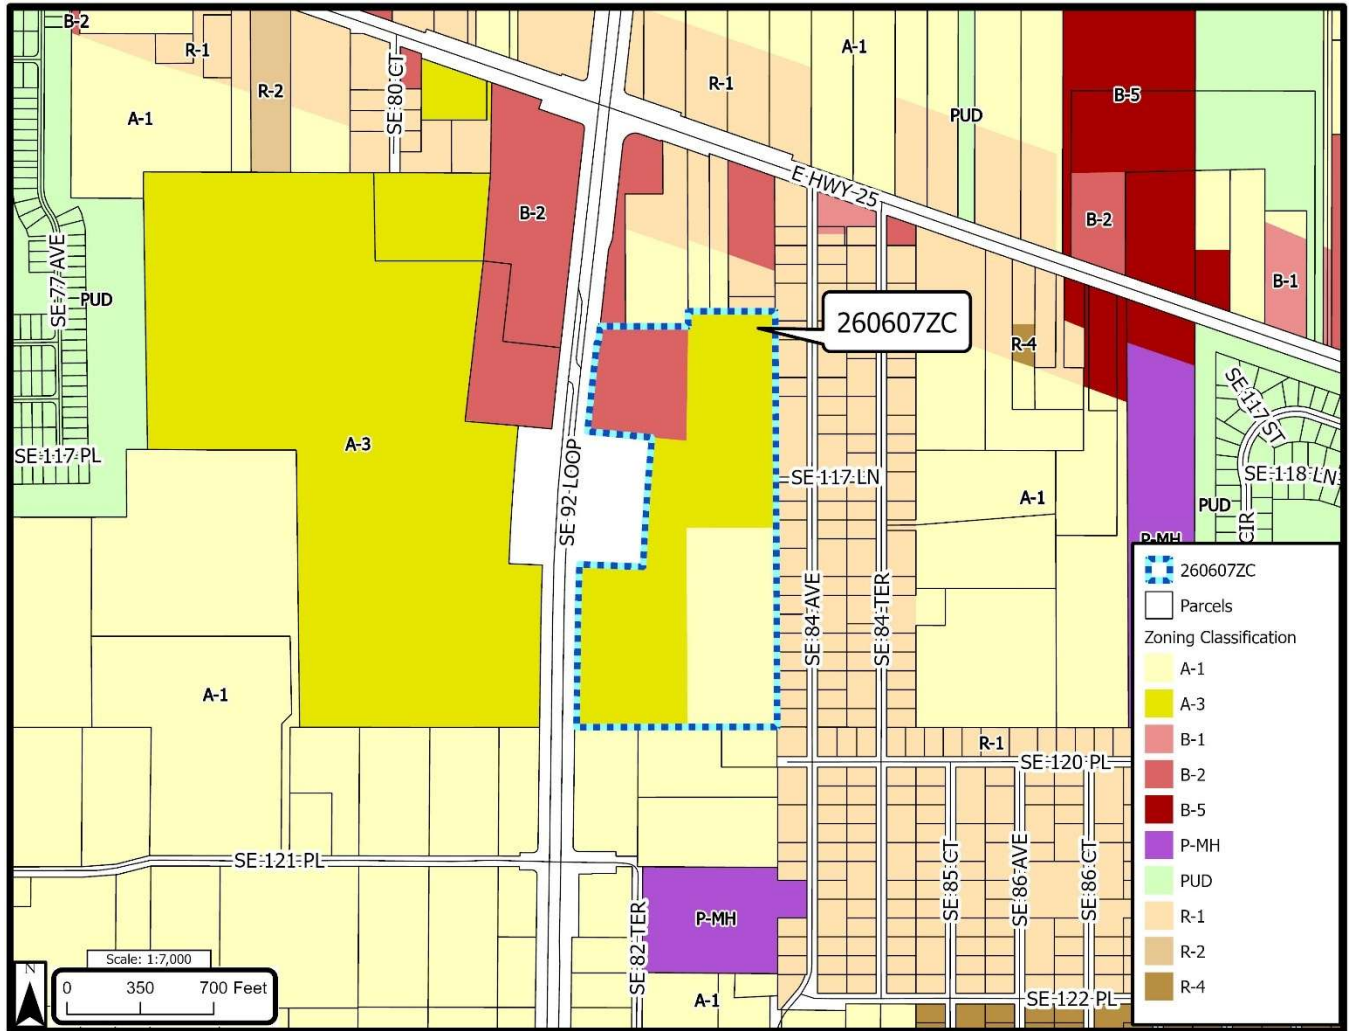 B-2
R-1
A-1
SE 80 CT
R-1
R-2
B-5
A-1
PUD
E HWY 25
B-2
B-2
SE 77 AVE
PUD
B-1
260607ZC
R-4
SE 117 ST
A-3
SE 117 PL
SE 92 LOOP
SE 117 LN
SE 118 LN
A-1
PUD
CIR
P-MH
SE 84 AVE
SE 84 TER
A-1
R-1
SE 120 PL
SE 121 PL
SE 82 TER
P-MH
SE 85 CT
SE 86 AVE
SE 86 CT
A-1
SE 122 PL
260607ZC
Parcels
Zoning Classification
A-1
A-3
B-1
B-2
B-5
P-MH
PUD
R-1
R-2
R-4
N
Scale: 1:7,000
0 350 700 Feet